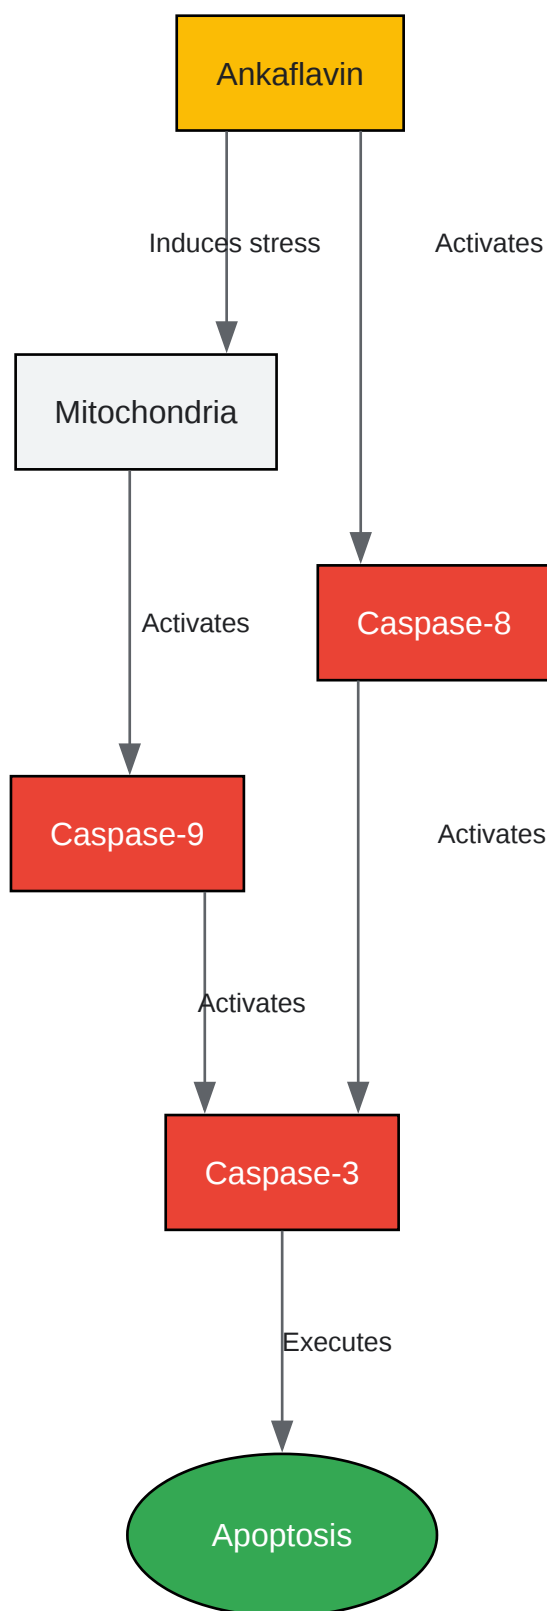 Ankaflavin
Induces stress
Activates
Mitochondria
Activates
Caspase-8
Caspase-9
Activates
Activates
Caspase-3
Executes
Apoptosis